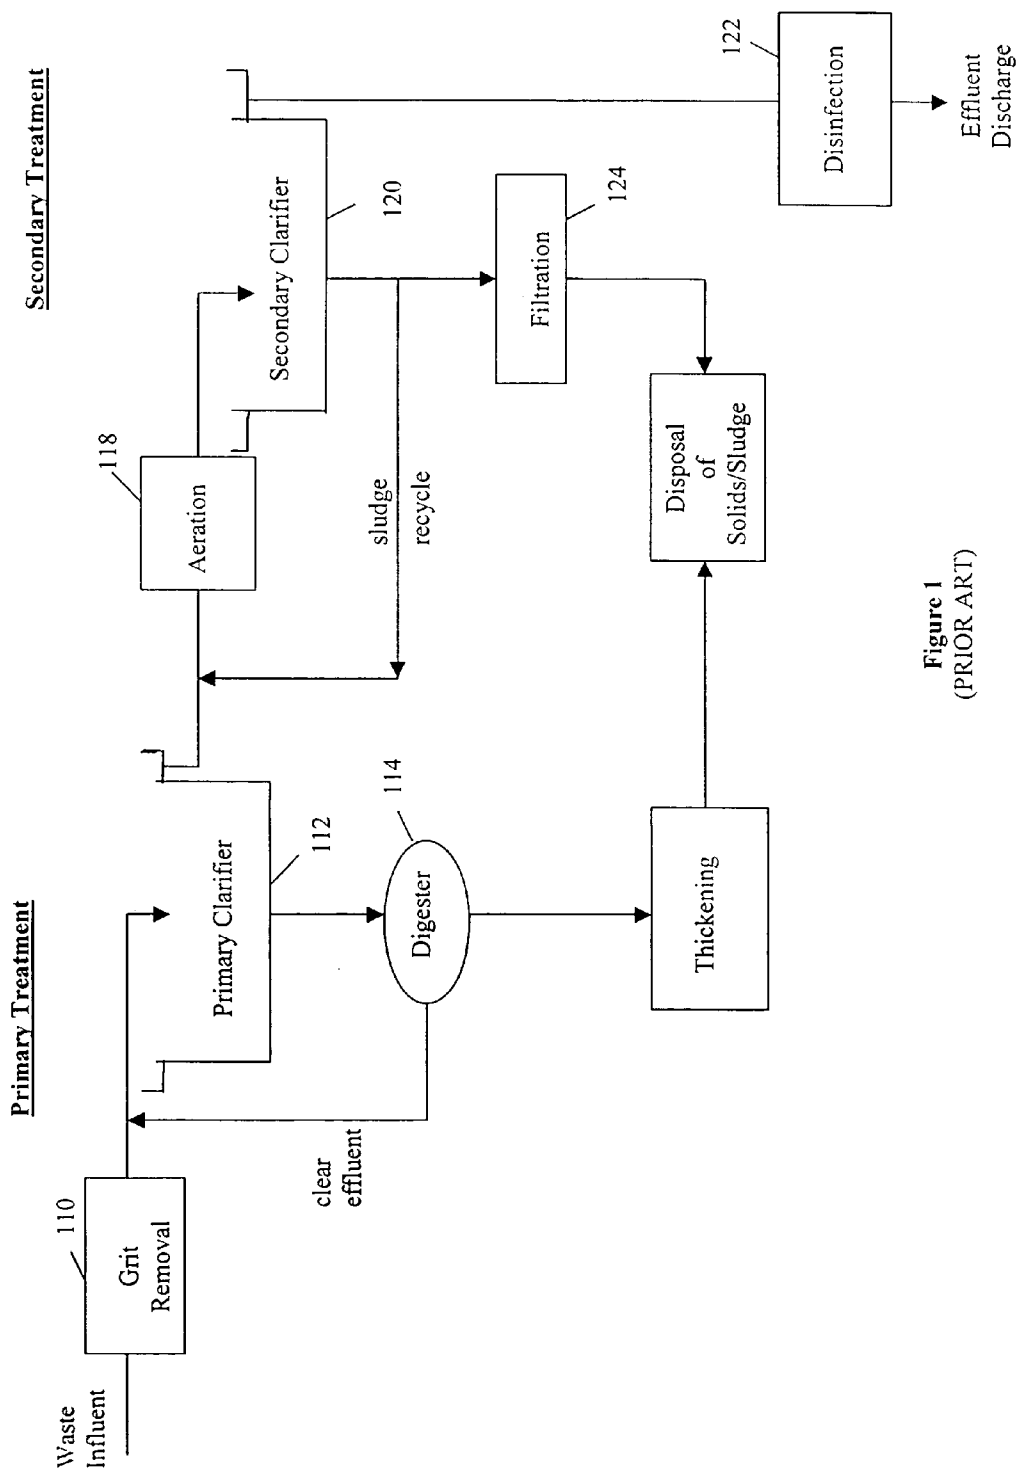 Primary Treatment
Secondary Treatment
Waste
Influent
110
Grit
Removal
Primary Clarifier
112
clear
effluent
Digester
114
Thickening
118
Aeration
sludge
recycle
Secondary Clarifier
120
Filtration
124
Disposal
of
Solids/Sludge
122
Disinfection
Effluent
Discharge
Figure 1
(PRIOR ART)